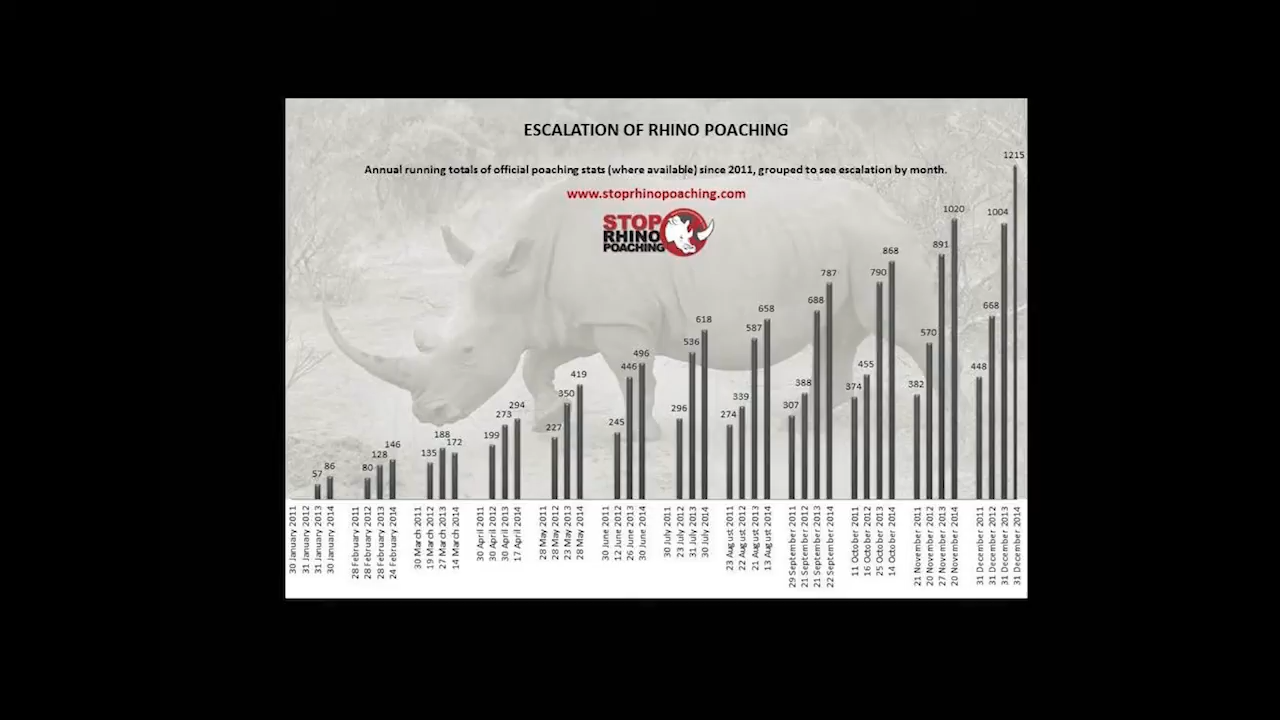 ESCALATION OF RHINO POACHING
Annual running totals of official poaching stats (where available) since 2011, grouped to see escalation by month.
www.stoprhinopoaching.com
STOP
RHINO
POACHING
57
86
80
128
146
135
188
172
199
273
294
227
350
419
245
446
496
296
536
618
274
339
587
658
307
388
688
787
374
455
790
868
382
570
891
1020
448
668
1004
1215
30 January 2011
31 January 2012
31 January 2013
30 January 2014
28 February 2011
28 February 2012
28 February 2013
24 February 2014
30 March 2011
19 March 2012
27 March 2013
14 March 2014
30 April 2011
30 April 2012
30 April 2013
17 April 2014
28 May 2011
28 May 2012
23 May 2013
28 May 2014
30 June 2011
12 June 2012
26 June 2013
30 June 2014
30 July 2011
23 July 2012
31 July 2013
30 July 2014
23 August 2011
22 August 2012
21 August 2013
13 August 2014
29 September 2011
21 September 2012
21 September 2013
22 September 2014
11 October 2011
16 October 2012
25 October 2013
14 October 2014
21 November 2011
20 November 2012
27 November 2013
20 November 2014
31 December 2011
31 December 2012
31 December 2013
31 December 2014